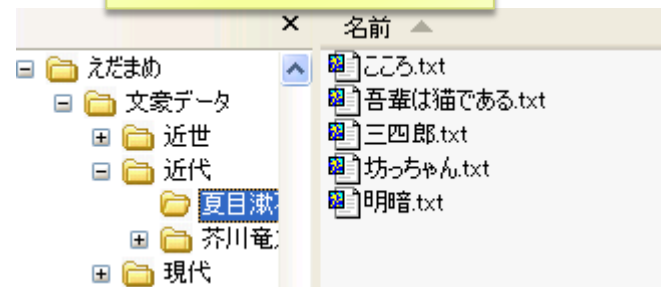 えだまめ
文豪データ
近世
近代
夏目漱
芥川竜
現代
名前
こころ.txt
吾輩は猫である.txt
三四郎.txt
坊っちゃん.txt
明暗.txt